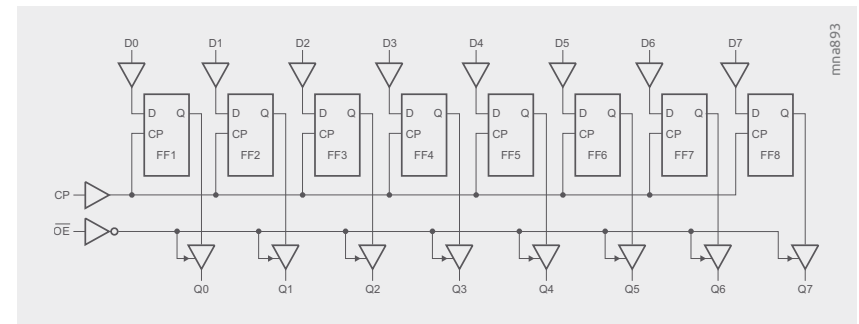 mna893
D0 D1 D2 D3 D4 D5 D6 D7
D Q D Q D Q D Q D Q D Q D Q D Q
CP CP CP CP CP CP CP CP
FF1 FF2 FF3 FF4 FF5 FF6 FF7 FF8
CP
OE
Q0 Q1 Q2 Q3 Q4 Q5 Q6 Q7